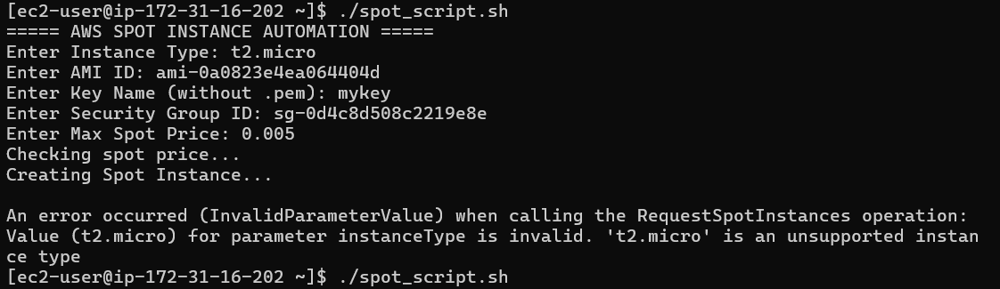 [ec2-user@ip-172-31-16-202 ~]$ ./spot_script.sh
===== AWS SPOT INSTANCE AUTOMATION =====
Enter Instance Type: t2.micro
Enter AMI ID: ami-0a0823e4ea064404d
Enter Key Name (without .pem): mykey
Enter Security Group ID: sg-0d4c8d508c2219e8e
Enter Max Spot Price: 0.005
Checking spot price...
Creating Spot Instance...

An error occurred (InvalidParameterValue) when calling the RequestSpotInstances operation:
Value (t2.micro) for parameter instanceType is invalid. 't2.micro' is an unsupported instan
ce type
[ec2-user@ip-172-31-16-202 ~]$ ./spot_script.sh